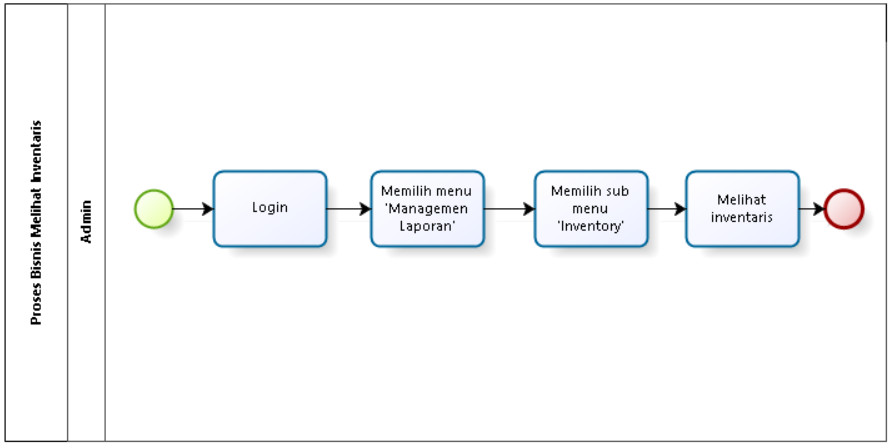 Proses Bisnis Melihat Inventaris
Admin
Login
Memilih menu
'Managemen
Laporan'
Memilih sub
menu
'Inventory'
Melihat
inventaris